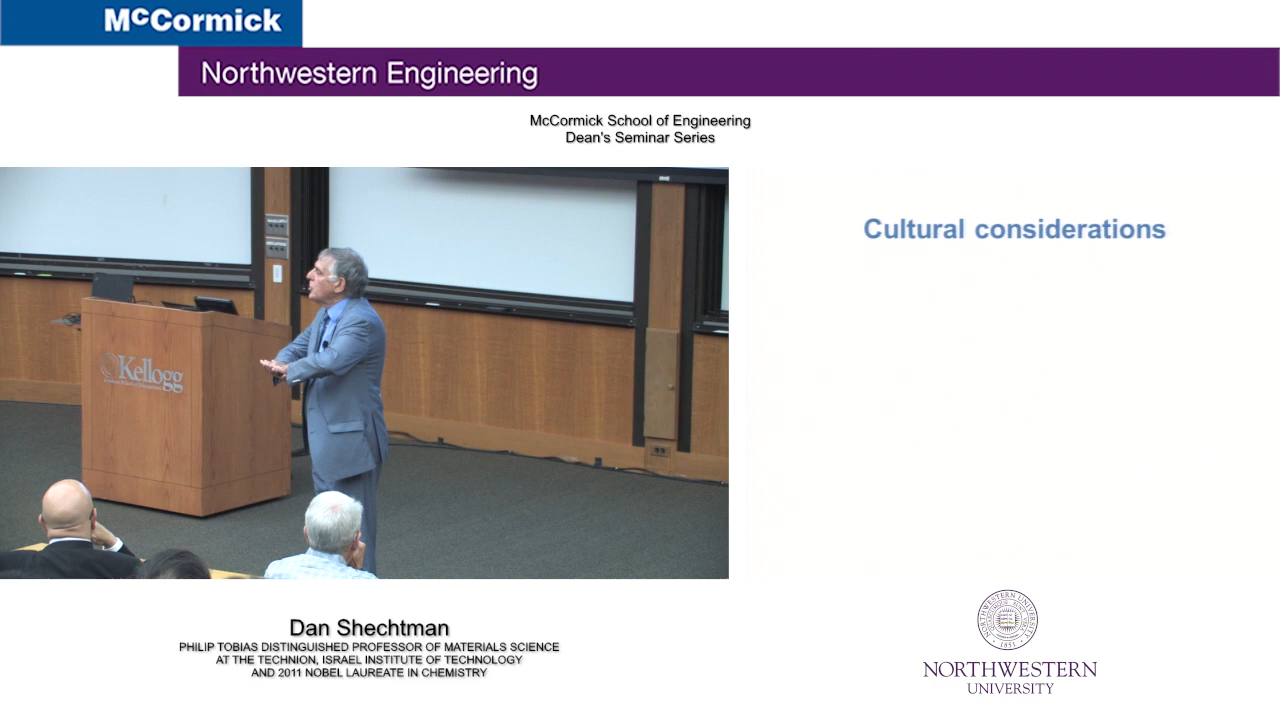 McCormick
Northwestern Engineering
McCormick School of Engineering
Dean's Seminar Series
Cultural considerations
Kellogg
Dan Shechtman
PHILIP TOBIAS DISTINGUISHED PROFESSOR OF MATERIALS SCIENCE
AT THE TECHNION, ISRAEL INSTITUTE OF TECHNOLOGY
AND 2011 NOBEL LAUREATE IN CHEMISTRY
NORTHWESTERN
UNIVERSITY